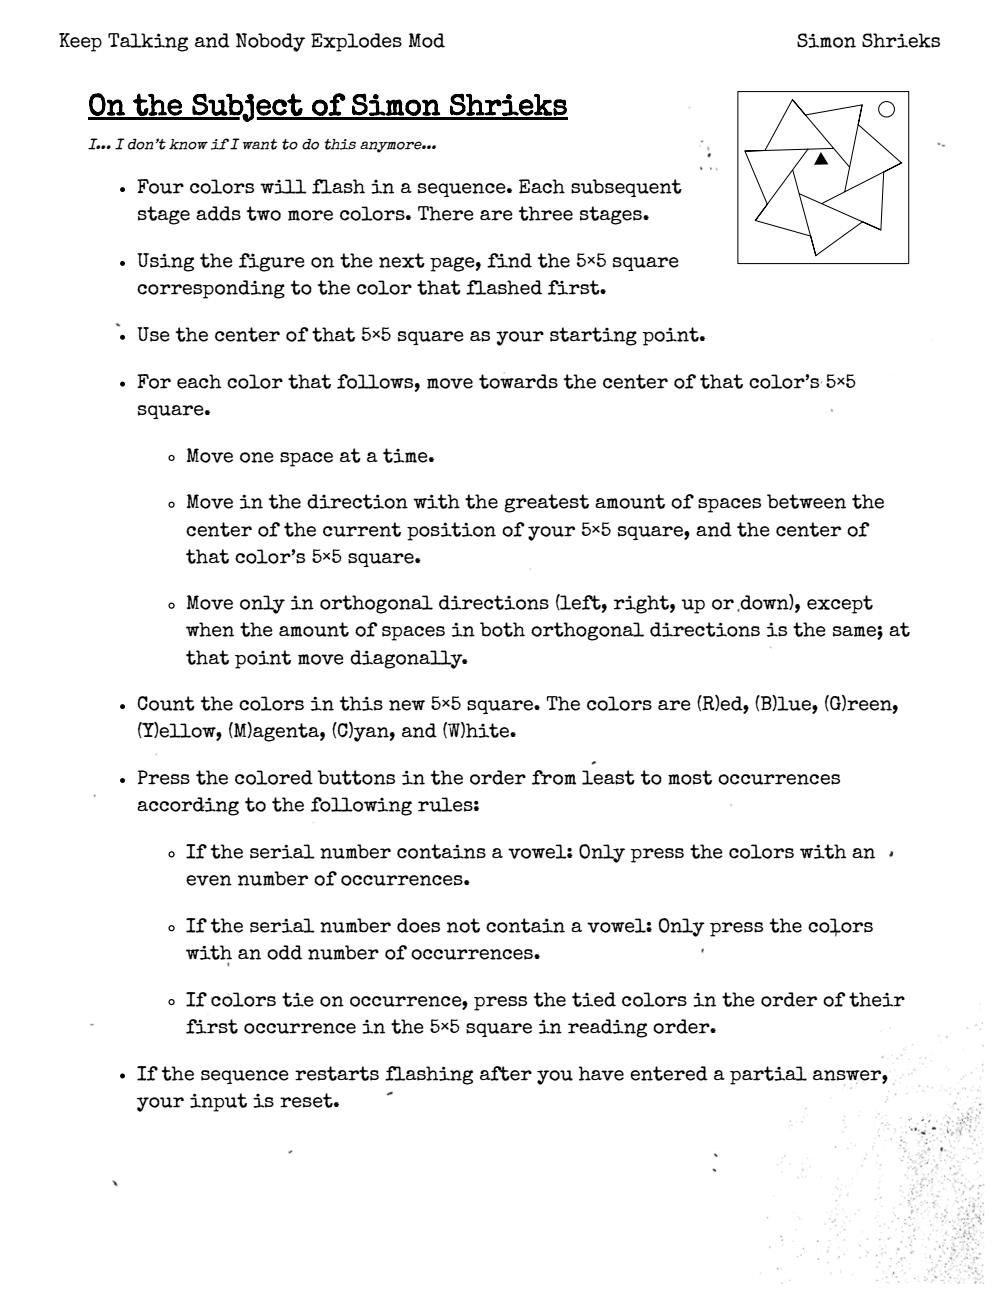 Keep Talking and Nobody Explodes Mod
Simon Shrieks
On the Subject of Simon Shrieks
I... I don't know if I want to do this anymore...
• Four colors will flash in a sequence. Each subsequent
stage adds two more colors. There are three stages.
• Using the figure on the next page, find the 5×5 square
corresponding to the color that flashed first.
• Use the center of that 5×5 square as your starting point.
• For each color that follows, move towards the center of that color's 5×5
square.
◦ Move one space at a time.
◦ Move in the direction with the greatest amount of spaces between the
center of the current position of your 5×5 square, and the center of
that color's 5×5 square.
◦ Move only in orthogonal directions (left, right, up or down), except
when the amount of spaces in both orthogonal directions is the same; at
that point move diagonally.
• Count the colors in this new 5×5 square. The colors are (R)ed, (B)lue, (G)reen,
(Y)ellow, (M)agenta, (C)yan, and (W)hite.
• Press the colored buttons in the order from least to most occurrences
according to the following rules:
◦ If the serial number contains a vowel: Only press the colors with an
even number of occurrences.
◦ If the serial number does not contain a vowel: Only press the colors
with an odd number of occurrences.
◦ If colors tie on occurrence, press the tied colors in the order of their
first occurrence in the 5×5 square in reading order.
• If the sequence restarts flashing after you have entered a partial answer,
your input is reset.